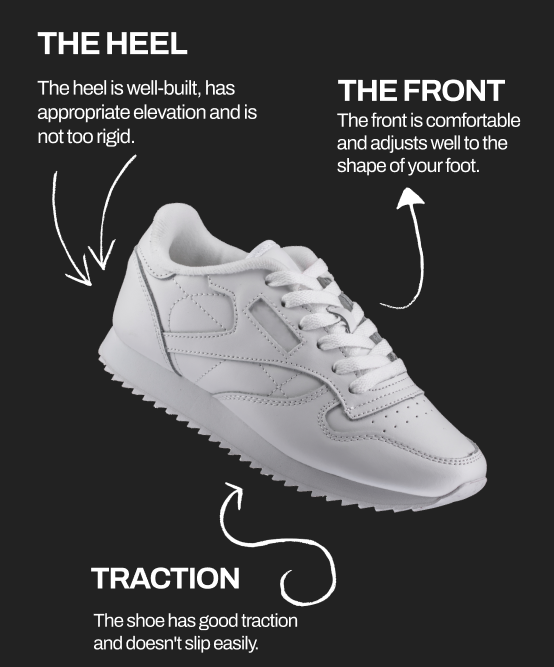 THE HEEL
The heel is well-built, has
appropriate elevation and is
not too rigid.
THE FRONT
The front is comfortable
and adjusts well to the
shape of your foot.
TRACTION
The shoe has good traction
and doesn't slip easily.